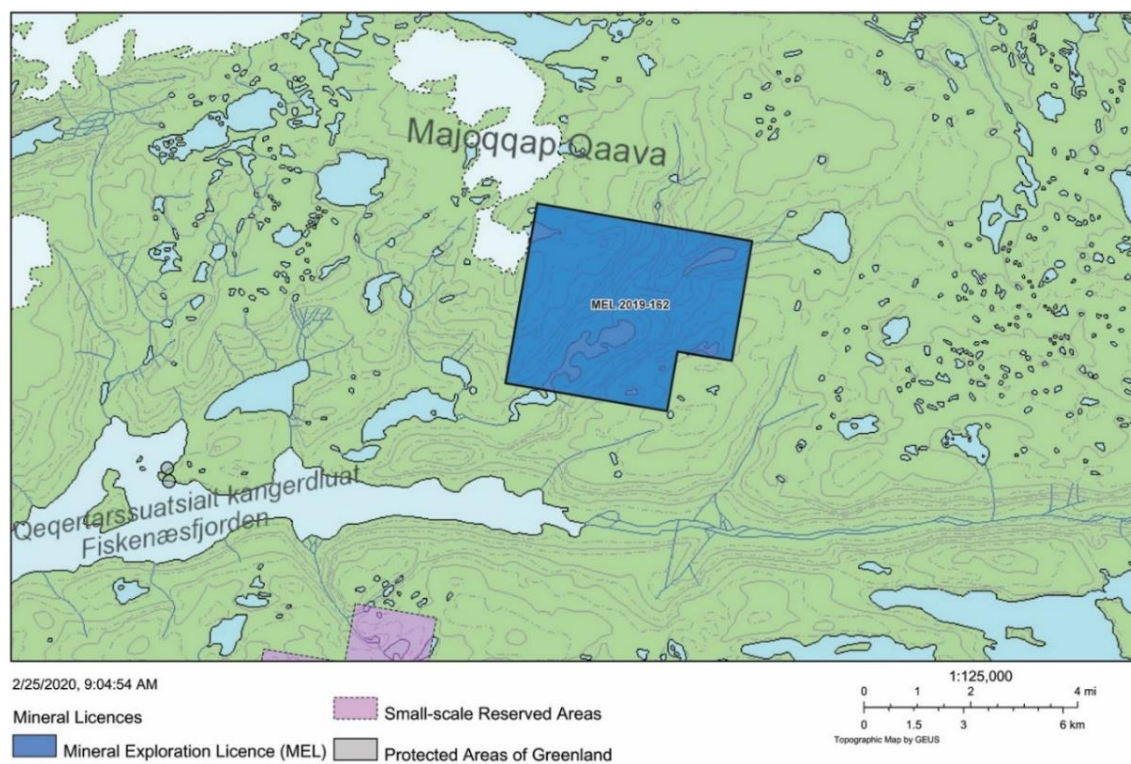 Majoqqap Qaava
MEL 2019-162
Qeqertarssuatsiait kangerdluat
Fiskenæsfjorden
2/25/2020, 9:04:54 AM
Mineral Licences
Mineral Exploration Licence (MEL)
Small-scale Reserved Areas
Protected Areas of Greenland
1:125,000
0 1 2 4 mi
0 1.5 3 6 km
Topographic Map by GEUS